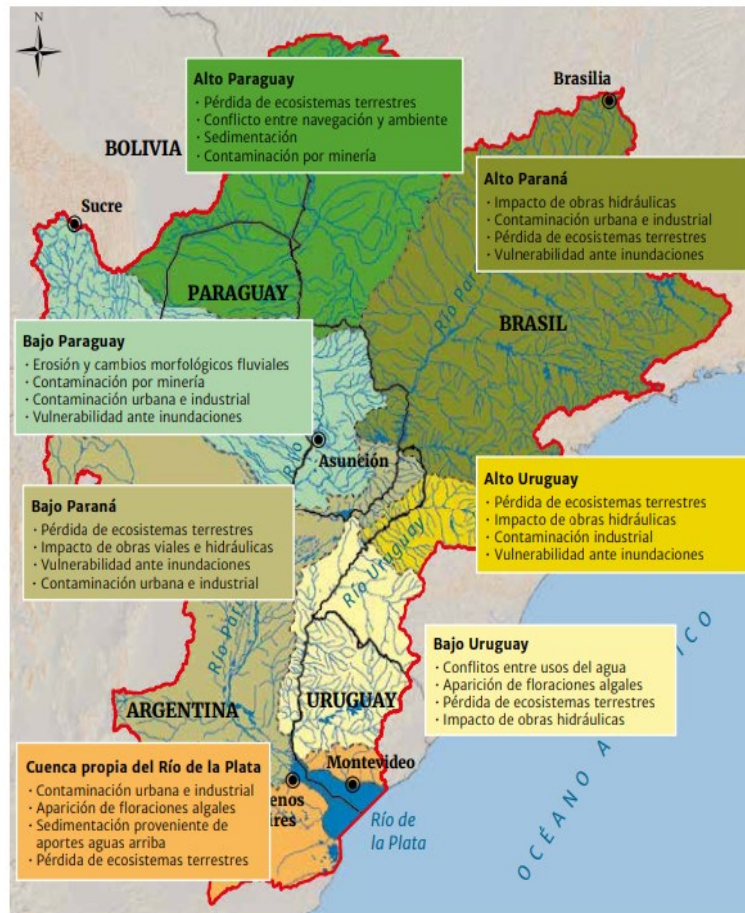 N
Alto Paraguay
· Pérdida de ecosistemas terrestres
· Conflicto entre navegación y ambiente
· Sedimentación
· Contaminación por minería
Brasilia
BOLIVIA
Sucre
Alto Paraná
· Impacto de obras hidráulicas
· Contaminación urbana e industrial
· Pérdida de ecosistemas terrestres
· Vulnerabilidad ante inundaciones
PARAGUAY
Río
BRASIL
Bajo Paraguay
· Erosión y cambios morfológicos fluviales
· Contaminación por minería
· Contaminación urbana e industrial
· Vulnerabilidad ante inundaciones
Río
Asunción
Alto Uruguay
· Pérdida de ecosistemas terrestres
· Impacto de obras hidráulicas
· Contaminación industrial
· Vulnerabilidad ante inundaciones
Bajo Paraná
· Pérdida de ecosistemas terrestres
· Impacto de obras viales e hidráulicas
· Vulnerabilidad ante inundaciones
· Contaminación urbana e industrial
Río Uruguay
Río
Bajo Uruguay
· Conflitos entre usos del agua
· Aparición de floraciones algales
· Pérdida de ecosistemas terrestres
· Impacto de obras hidráulicas
ARGENTINA
URUGUAY
Cuenca propia del Río de la Plata
· Contaminación urbana e industrial
· Aparición de floraciones algales
· Sedimentación proveniente de
aportes aguas arriba
· Pérdida de ecosistemas terrestres
Montevideo
enos
ires
Río de
la Plata
OCÉANO A
ICO